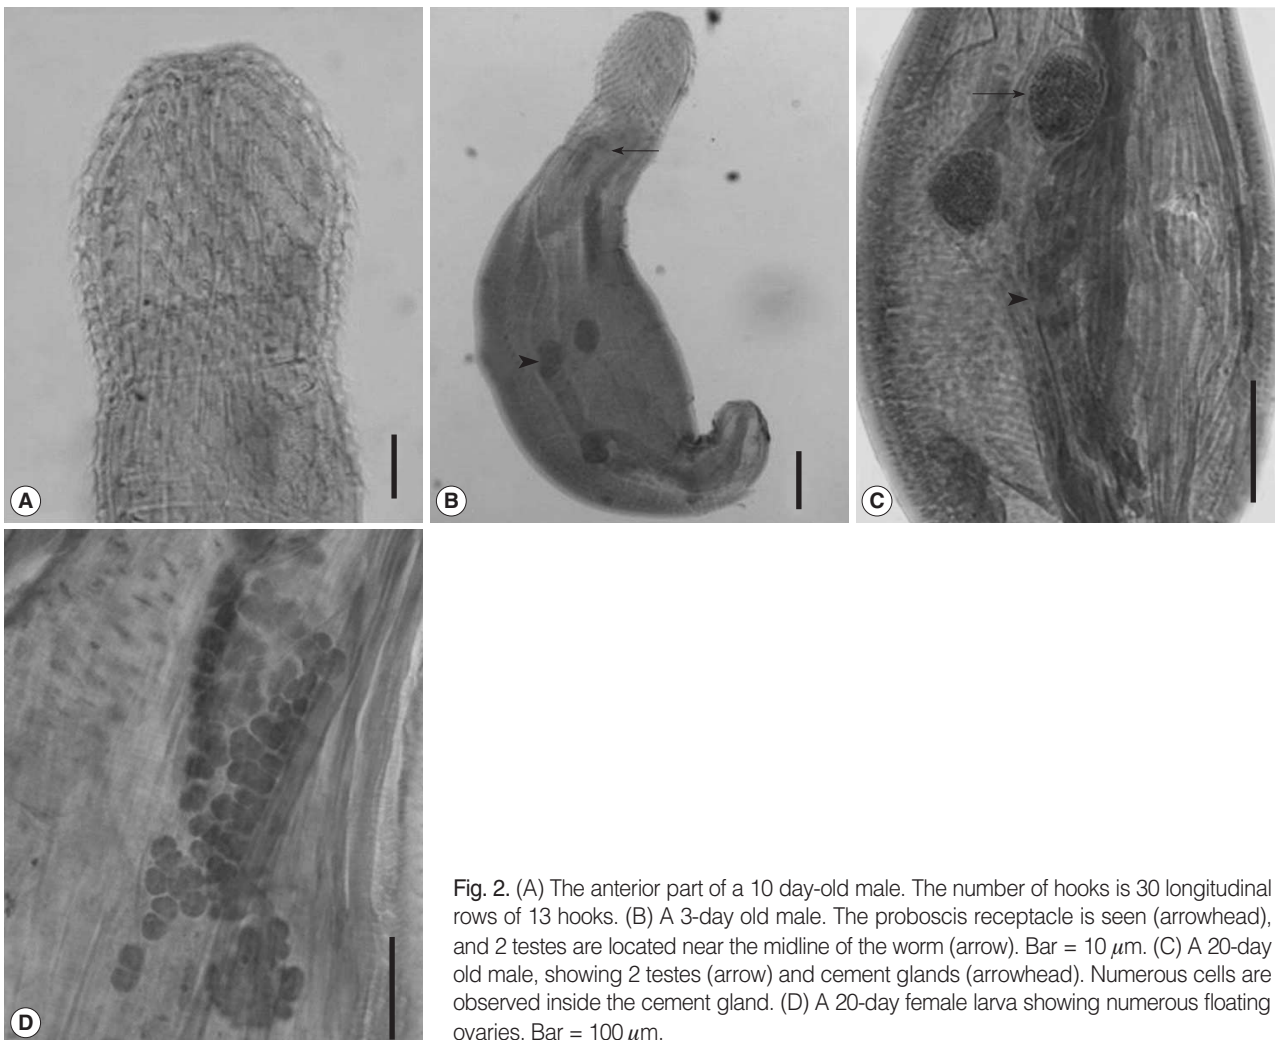 A
B
C
D
Fig. 2. (A) The anterior part of a 10 day-old male. The number of hooks is 30 longitudinal
rows of 13 hooks. (B) A 3-day old male. The proboscis receptacle is seen (arrowhead),
and 2 testes are located near the midline of the worm (arrow). Bar = 10 μm. (C) A 20-day
old male, showing 2 testes (arrow) and cement glands (arrowhead). Numerous cells are
observed inside the cement gland. (D) A 20-day female larva showing numerous floating
ovaries. Bar = 100 μm.